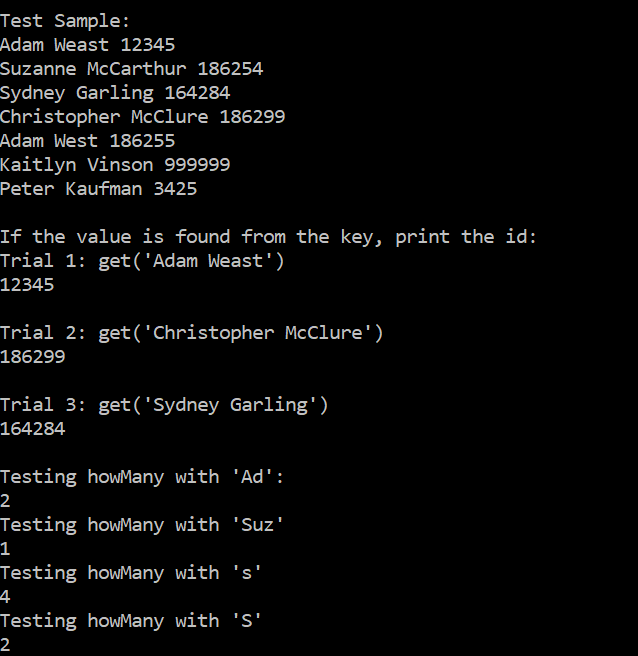 Test Sample:
Adam Weast 12345
Suzanne McCarthur 186254
Sydney Garling 164284
Christopher McClure 186299
Adam West 186255
Kaitlyn Vinson 999999
Peter Kaufman 3425
If the value is found from the key, print the id:
Trial 1: get('Adam Weast')
12345
Trial 2: get('Christopher McClure')
186299
Trial 3: get('Sydney Garling')
164284
Testing howMany with 'Ad':
2
Testing howMany with 'Suz'
1
Testing howMany with 's'
4
Testing howMany with 'S'
2